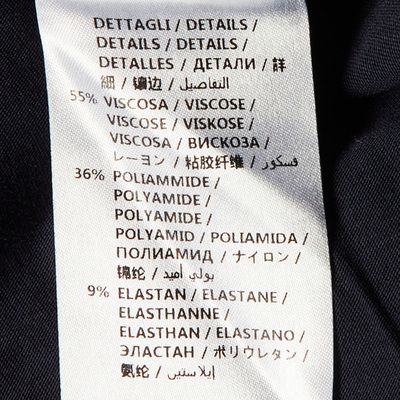 DETTAGLI / DETAILS /
DETAILS / DETAILS /
DETALLES / ДЕТАЛИ / 詳
細 / 镶边 / التفاصيل
55% VISCOSA / VISCOSE /
VISCOSE / VISKOSE /
VISCOSA / ВИСКОЗА /
レーヨン / 粘胶纤维 / فسكوز
36% POLIAMMIDE /
POLYAMIDE /
POLYAMIDE /
POLYAMID / POLIAMIDA /
ПОЛИАМИД / ナイロン /
锦纶 / بولي أميد
9% ELASTAN / ELASTANE /
ELASTHANNE /
ELASTHAN / ELASTANO /
ЭЛАСТАН / ポリウレタン /
氨纶 / إيلاستين